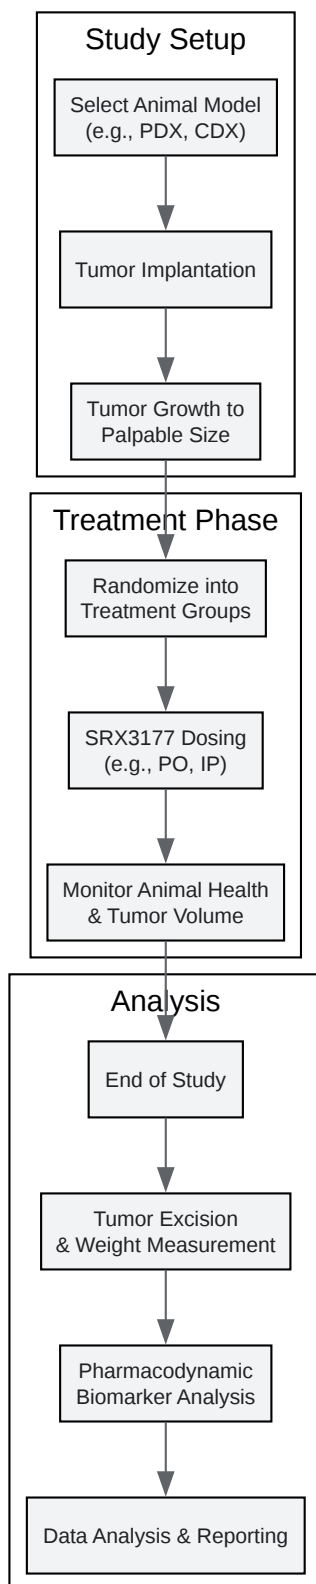 Study Setup
Select Animal Model
(e.g., PDX, CDX)
Tumor Implantation
Tumor Growth to
Palpable Size
Treatment Phase
Randomize into
Treatment Groups
SRX3177 Dosing
(e.g., PO, IP)
Monitor Animal Health
& Tumor Volume
Analysis
End of Study
Tumor Excision
& Weight Measurement
Pharmacodynamic
Biomarker Analysis
Data Analysis & Reporting